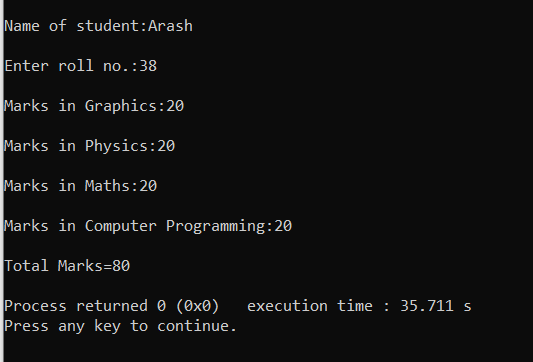 Name of student:Arash
Enter roll no.:38
Marks in Graphics:20
Marks in Physics:20
Marks in Maths:20
Marks in Computer Programming:20
Total Marks=80
Process returned 0 (0x0)   execution time : 35.711 s
Press any key to continue.